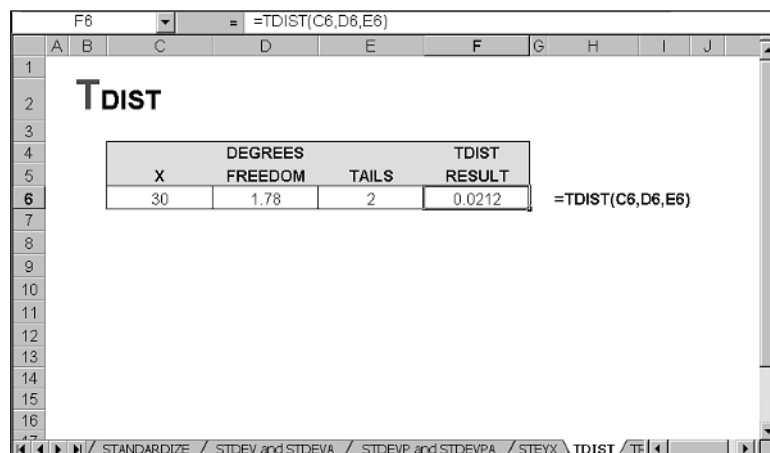 F6 = =TDIST(C6,D6,E6)
A B C D E F G H I J
1
2 TDIST
3
4 DEGREES TDIST
5 X FREEDOM TAILS RESULT
6 30 1.78 2 0.0212 =TDIST(C6,D6,E6)
7
8
9
10
11
12
13
14
15
16
17
STANDARDIZE / STDEV and STDEVA / STDEVP and STDEVPA / STEYX \ TDIST /